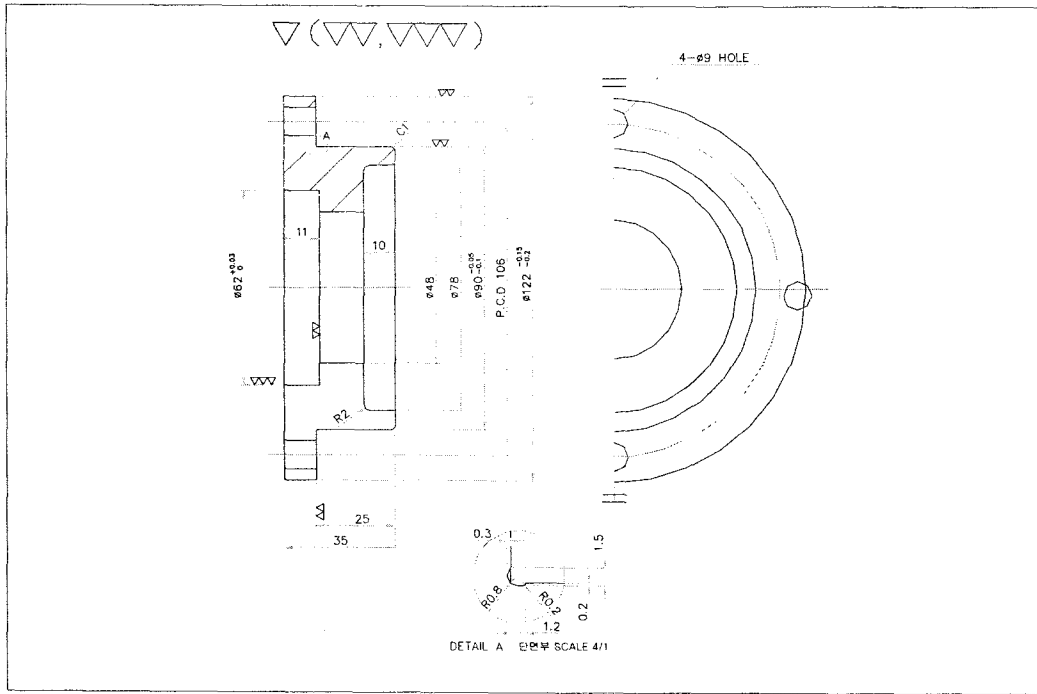 4-ø9 HOLE
A
C1
11
10
ø62 +0.03 0
ø48
ø78
ø90 -0.05 -0.1
P.C.D 106
ø122 -0.15 -0.2
R2
25
35
0.3
1.5
R0.8
R0.2
0.2
1.2
DETAIL A 단면부 SCALE 4/1